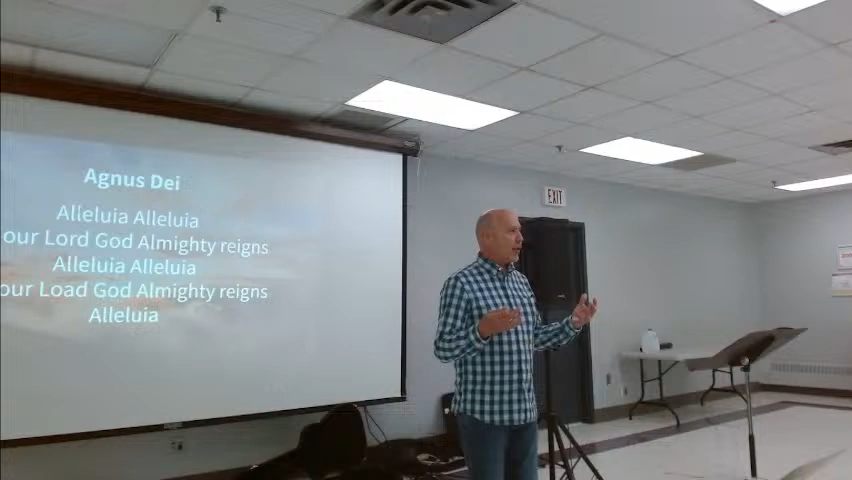 Agnus Dei
Alleluia Alleluia
our Lord God Almighty reigns
Alleluia Alleluia
our Load God Almighty reigns
Alleluia
EXIT